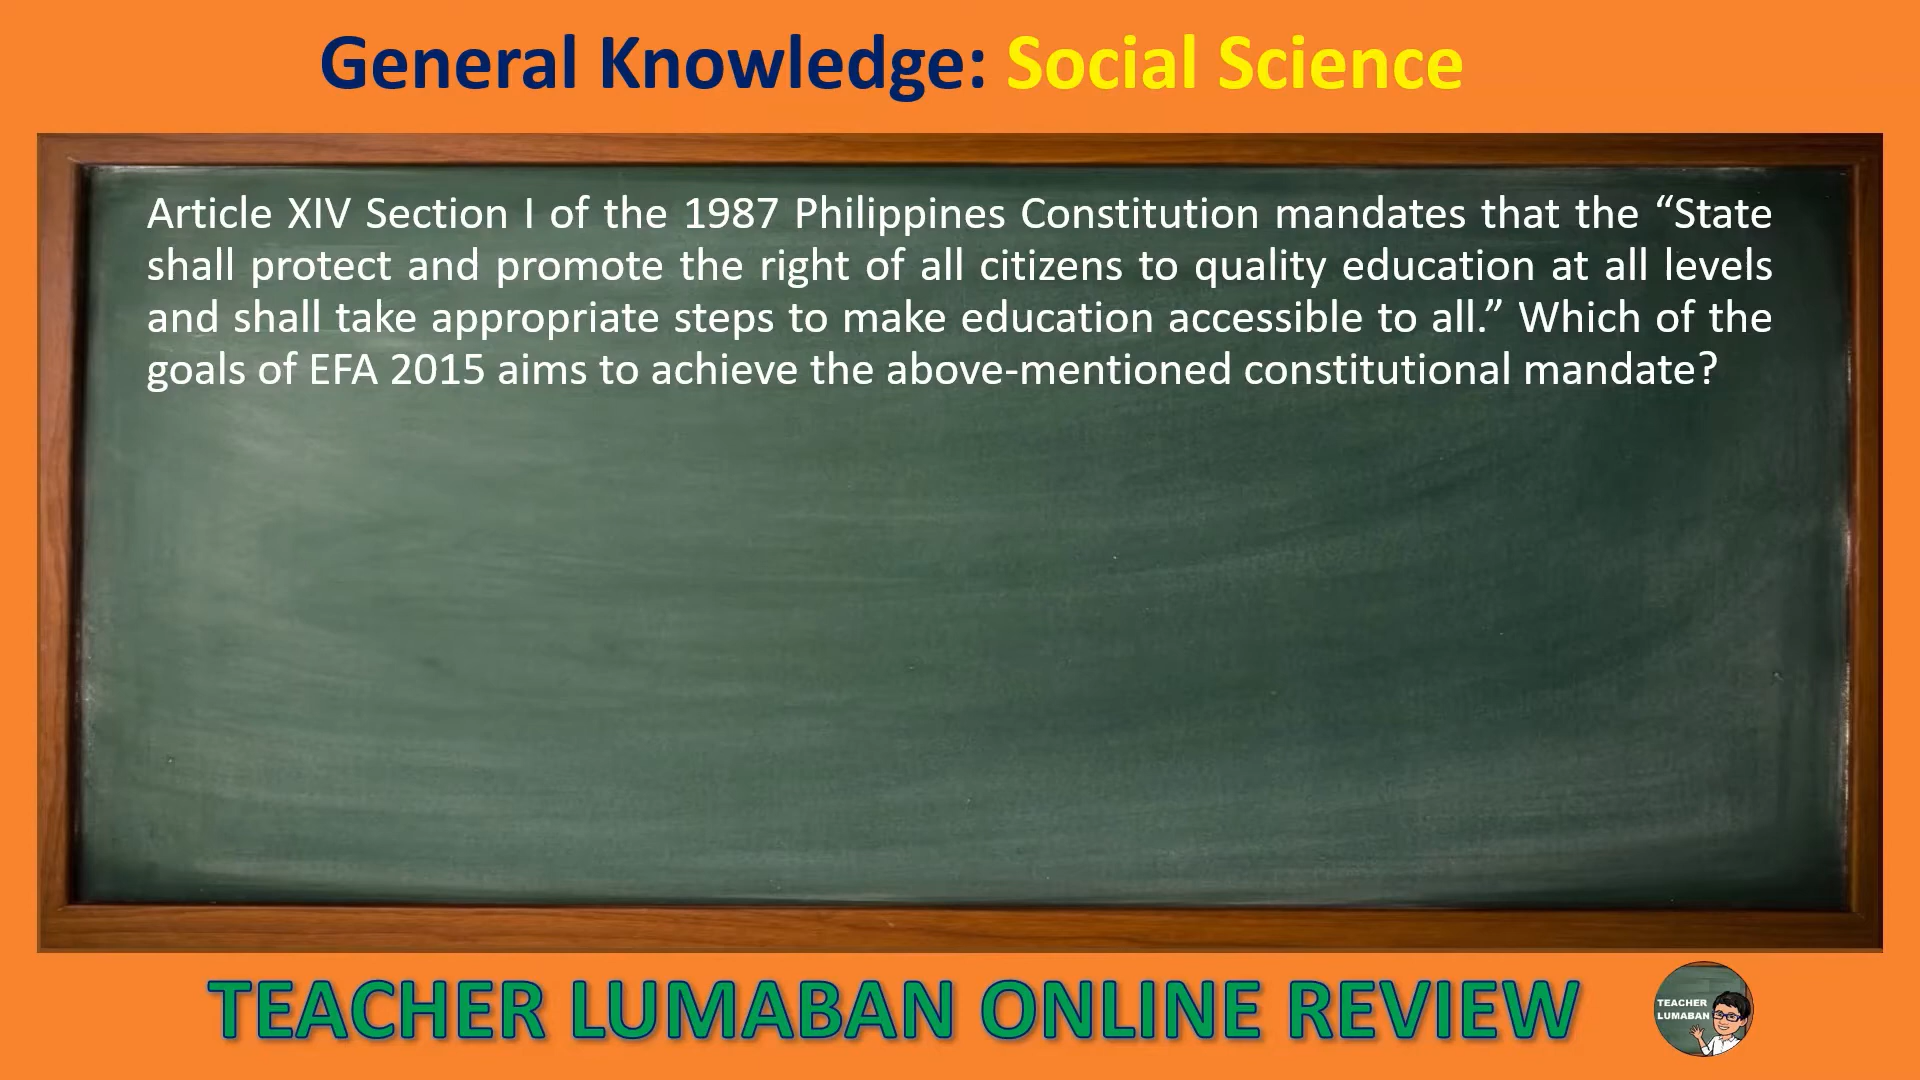 General Knowledge: Social Science
Article XIV Section I of the 1987 Philippines Constitution mandates that the “State
shall protect and promote the right of all citizens to quality education at all levels
and shall take appropriate steps to make education accessible to all.” Which of the
goals of EFA 2015 aims to achieve the above-mentioned constitutional mandate?
TEACHER LUMABAN ONLINE REVIEW
TEACHER
LUMABAN